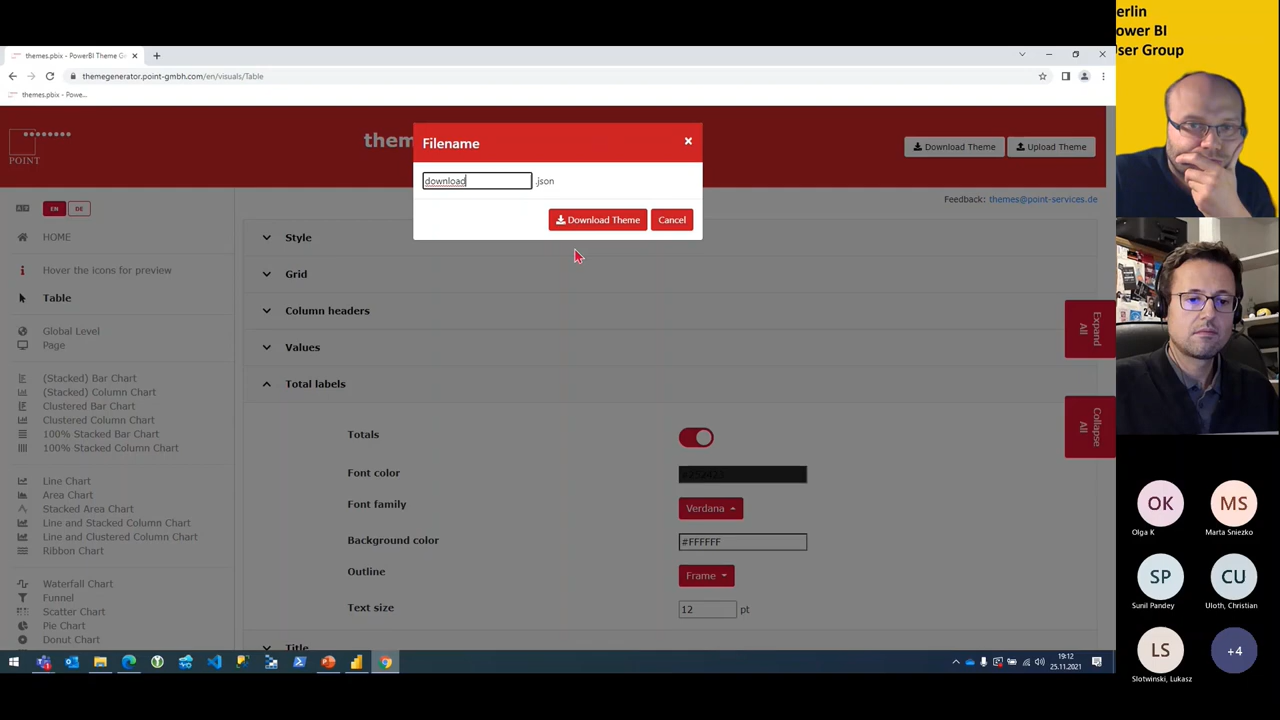 themes.pbix - PowerBI Theme G
themegenerator.point-gmbh.com/en/visuals/Table
themes.pbix - Powe...
POINT
them
Filename
download
.json
Download Theme
Cancel
Download Theme
Upload Theme
Feedback: themes@point-services.de
EN
DE
HOME
Hover the icons for preview
Table
Global Level
Page
(Stacked) Bar Chart
(Stacked) Column Chart
Clustered Bar Chart
Clustered Column Chart
100% Stacked Bar Chart
100% Stacked Column Chart
Line Chart
Area Chart
Stacked Area Chart
Line and Stacked Column Chart
Line and Clustered Column Chart
Ribbon Chart
Waterfall Chart
Funnel
Scatter Chart
Pie Chart
Donut Chart
Style
Grid
Column headers
Values
Total labels
Totals
Font color
Font family
Verdana
Background color
#FFFFFF
Outline
Frame
Text size
12
pt
Title
Expand All
Collapse All
19:12
25.11.2021
erlin
ower BI
ser Group
OK
Olga K
MS
Marta Sniezko
SP
Sunil Pandey
CU
Uloth, Christian
LS
Slotwinski, Lukasz
+4